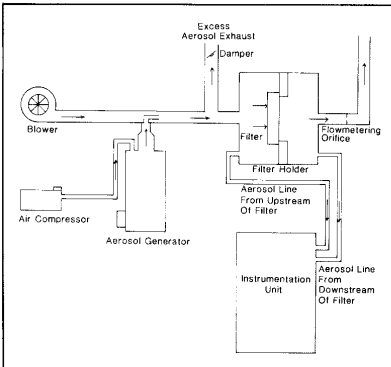 Excess
Aerosol Exhaust
Damper
Blower
Filter
Flowmetering
Orifice
Filter Holder
Air Compressor
Aerosol Generator
Aerosol Line
From Upstream
Of Filter
Instrumentation
Unit
Aerosol Line
From
Downstream
Of Filter